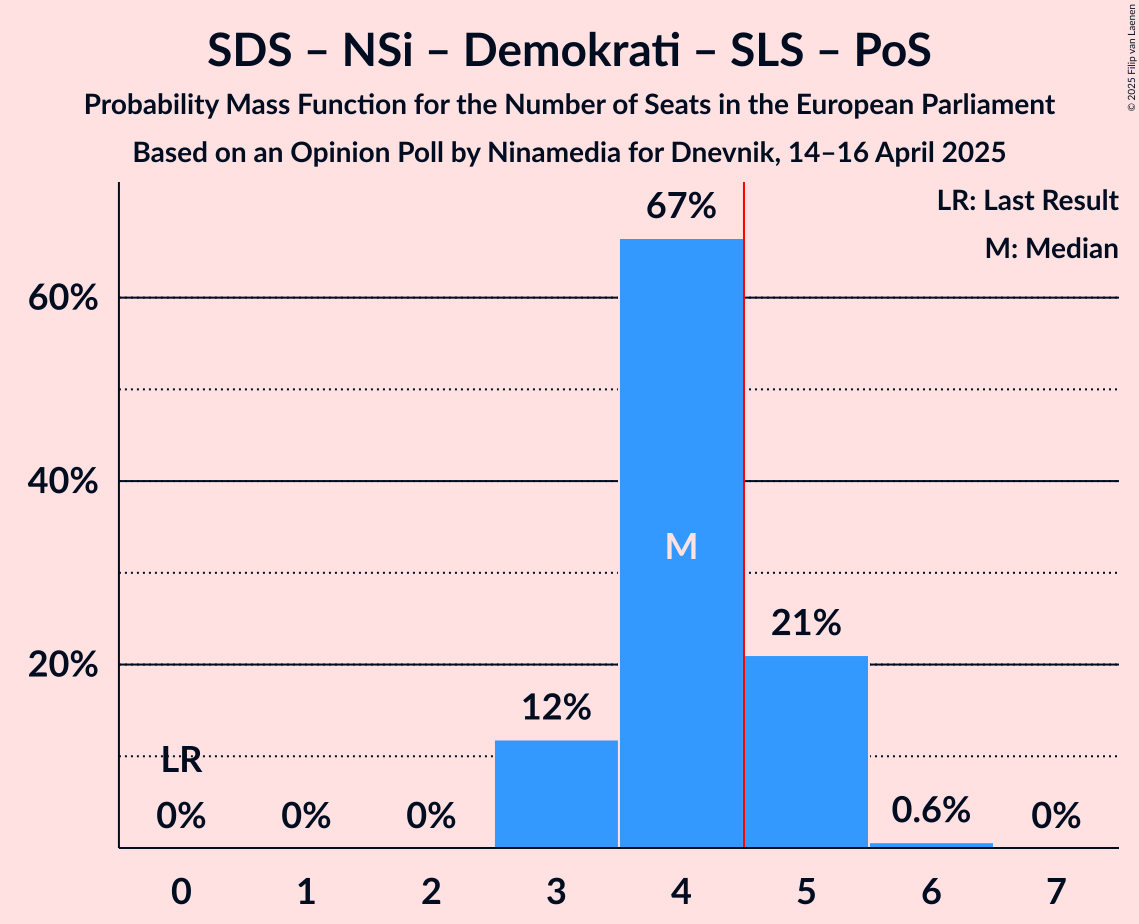 SDS – NSi – Demokrati – SLS – PoS
Probability Mass Function for the Number of Seats in the European Parliament
Based on an Opinion Poll by Ninamedia for Dnevnik, 14–16 April 2025
© 2025 Filip van Laenen
LR: Last Result
M: Median
67%
60%
40%
M
21%
20%
12%
LR
0%
0%
0%
0.6%
0%
0
1
2
3
4
5
6
7